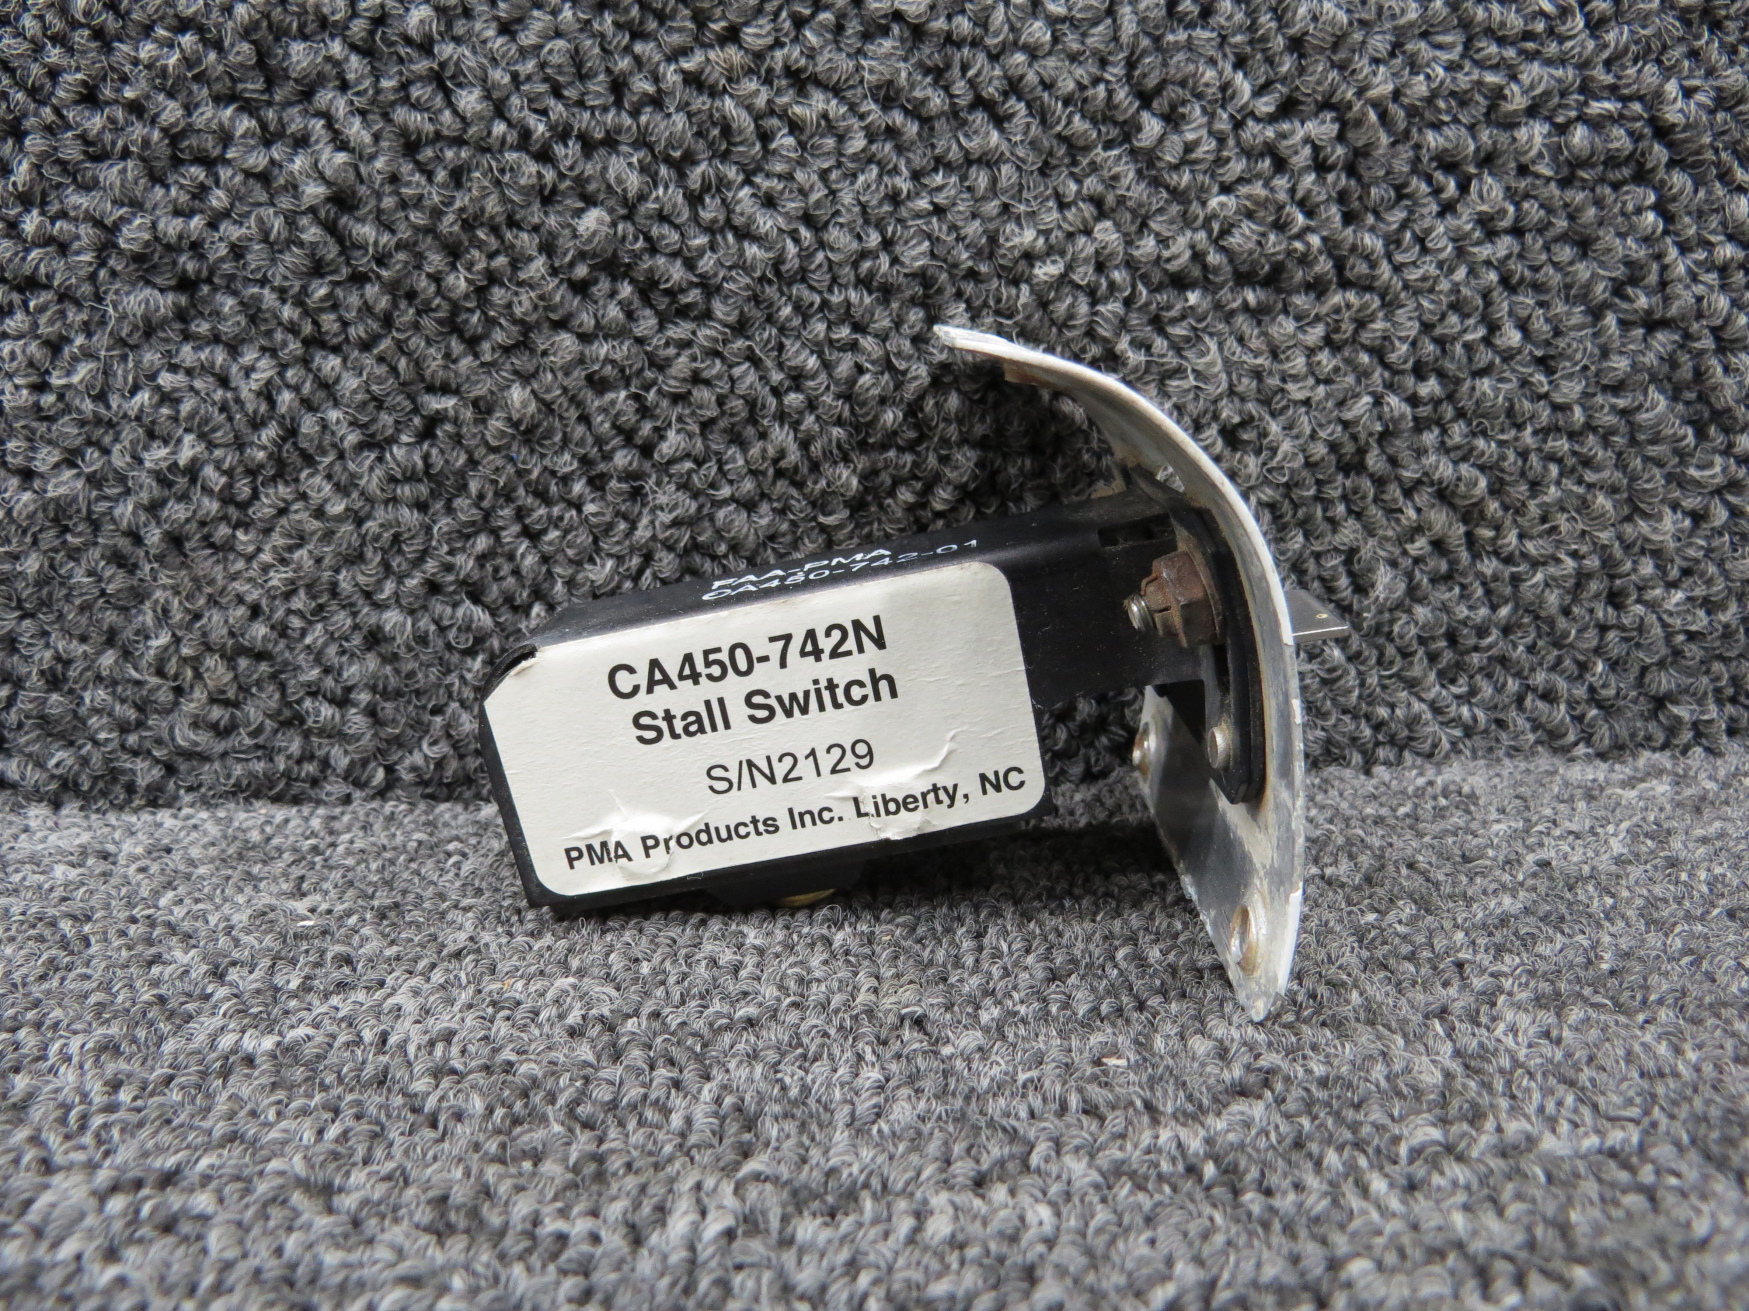 FAA-PMA
CA450-742-01
CA450-742N
Stall Switch
S/N2129
PMA Products Inc. Liberty, NC